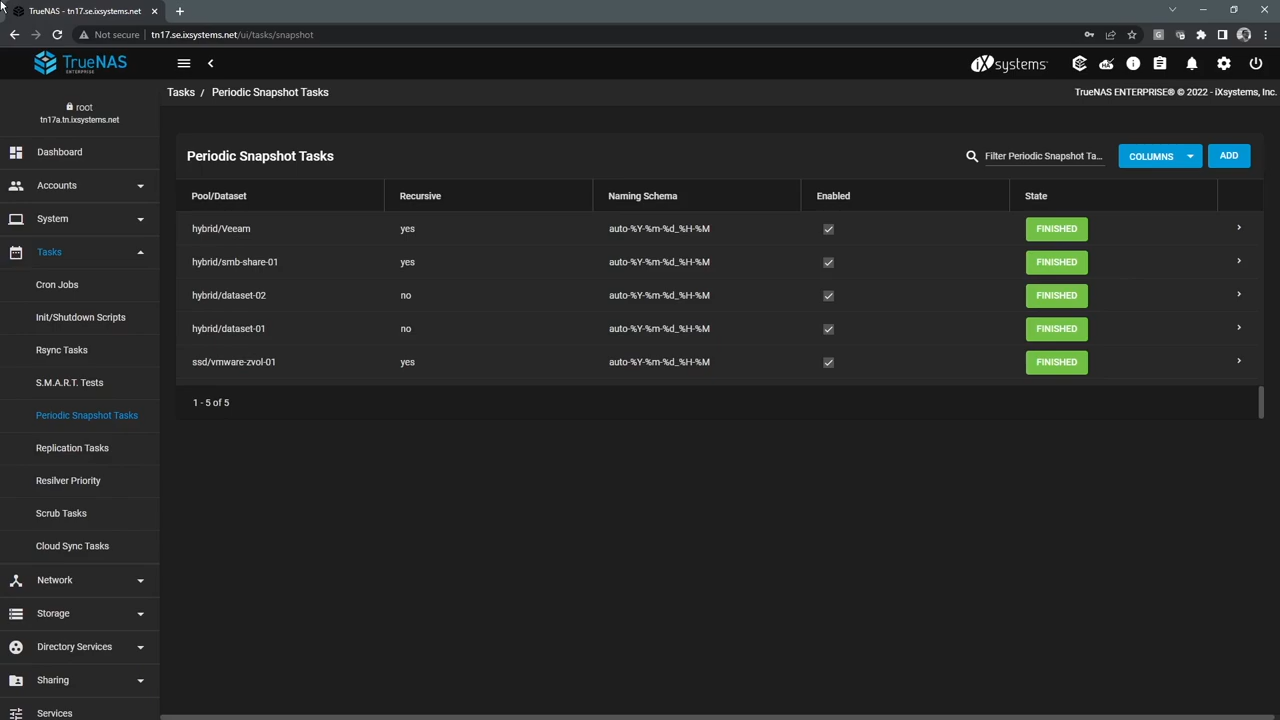 TrueNAS - tn17.se.ixsystems.net
Not secure
tn17.se.ixsystems.net/ui/tasks/snapshot
TrueNAS
ENTERPRISE
iXsystems
root
tn17a.tn.ixsystems.net
Tasks / Periodic Snapshot Tasks
TrueNAS ENTERPRISE® © 2022 - iXsystems, Inc.
Dashboard
Accounts
System
Tasks
Cron Jobs
Init/Shutdown Scripts
Rsync Tasks
S.M.A.R.T. Tests
Periodic Snapshot Tasks
Replication Tasks
Resilver Priority
Scrub Tasks
Cloud Sync Tasks
Network
Storage
Directory Services
Sharing
Services
Periodic Snapshot Tasks
Filter Periodic Snapshot Ta...
COLUMNS
ADD
Pool/Dataset Recursive Naming Schema Enabled State
hybrid/Veeam yes auto-%Y-%m-%d_%H-%M FINISHED
hybrid/smb-share-01 yes auto-%Y-%m-%d_%H-%M FINISHED
hybrid/dataset-02 no auto-%Y-%m-%d_%H-%M FINISHED
hybrid/dataset-01 no auto-%Y-%m-%d_%H-%M FINISHED
ssd/vmware-zvol-01 yes auto-%Y-%m-%d_%H-%M FINISHED
1 - 5 of 5